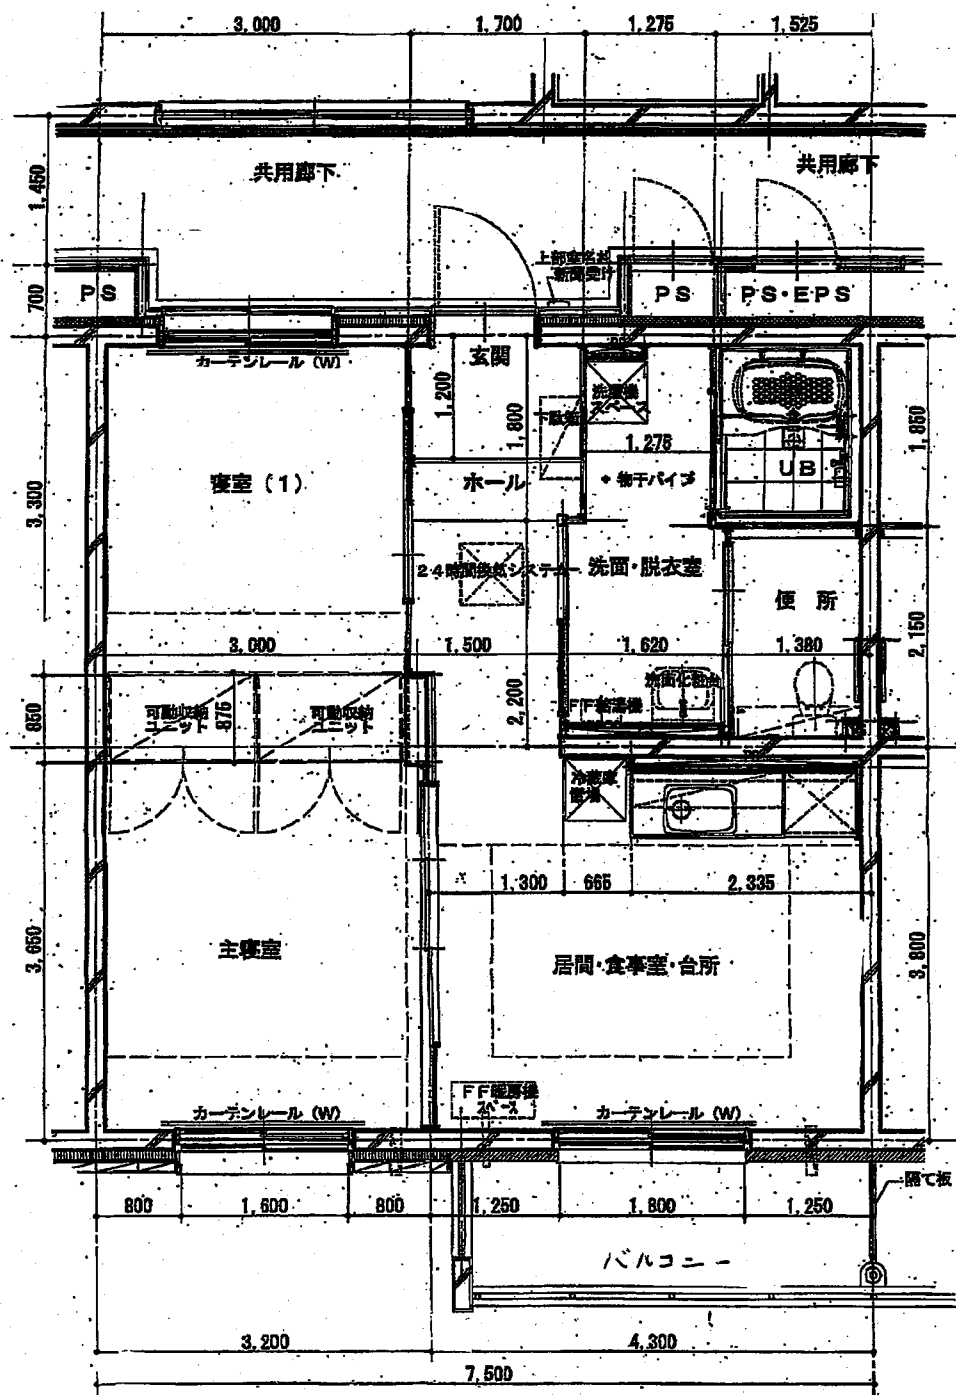 3,000
1,700
1,275
1,525
共用廊下
共用廊下
1,450
上部室名札
新聞受け
PS
PS
PS・EPS
700
カーテンレール(W)
玄関
洗濯機
スペース
1,200
1,800
下駄箱
1,275
1,850
UB
寝室(1)
ホール
物干パイプ
3,300
24時間換気システム
洗面・脱衣室
便 所
3,000
1,500
1,620
1,380
2,150
洗面化粧台
FF給湯機
2,200
850
可動収納
ユニット
875
可動収納
ユニット
冷蔵庫
置場
1,300
665
2,335
主寝室
居間・食事室・台所
3,650
3,800
FF暖房機
スペース
カーテンレール(W)
カーテンレール(W)
隔て板
800
1,600
800
1,250
1,800
1,250
バルコニー
3,200
4,300
7,500